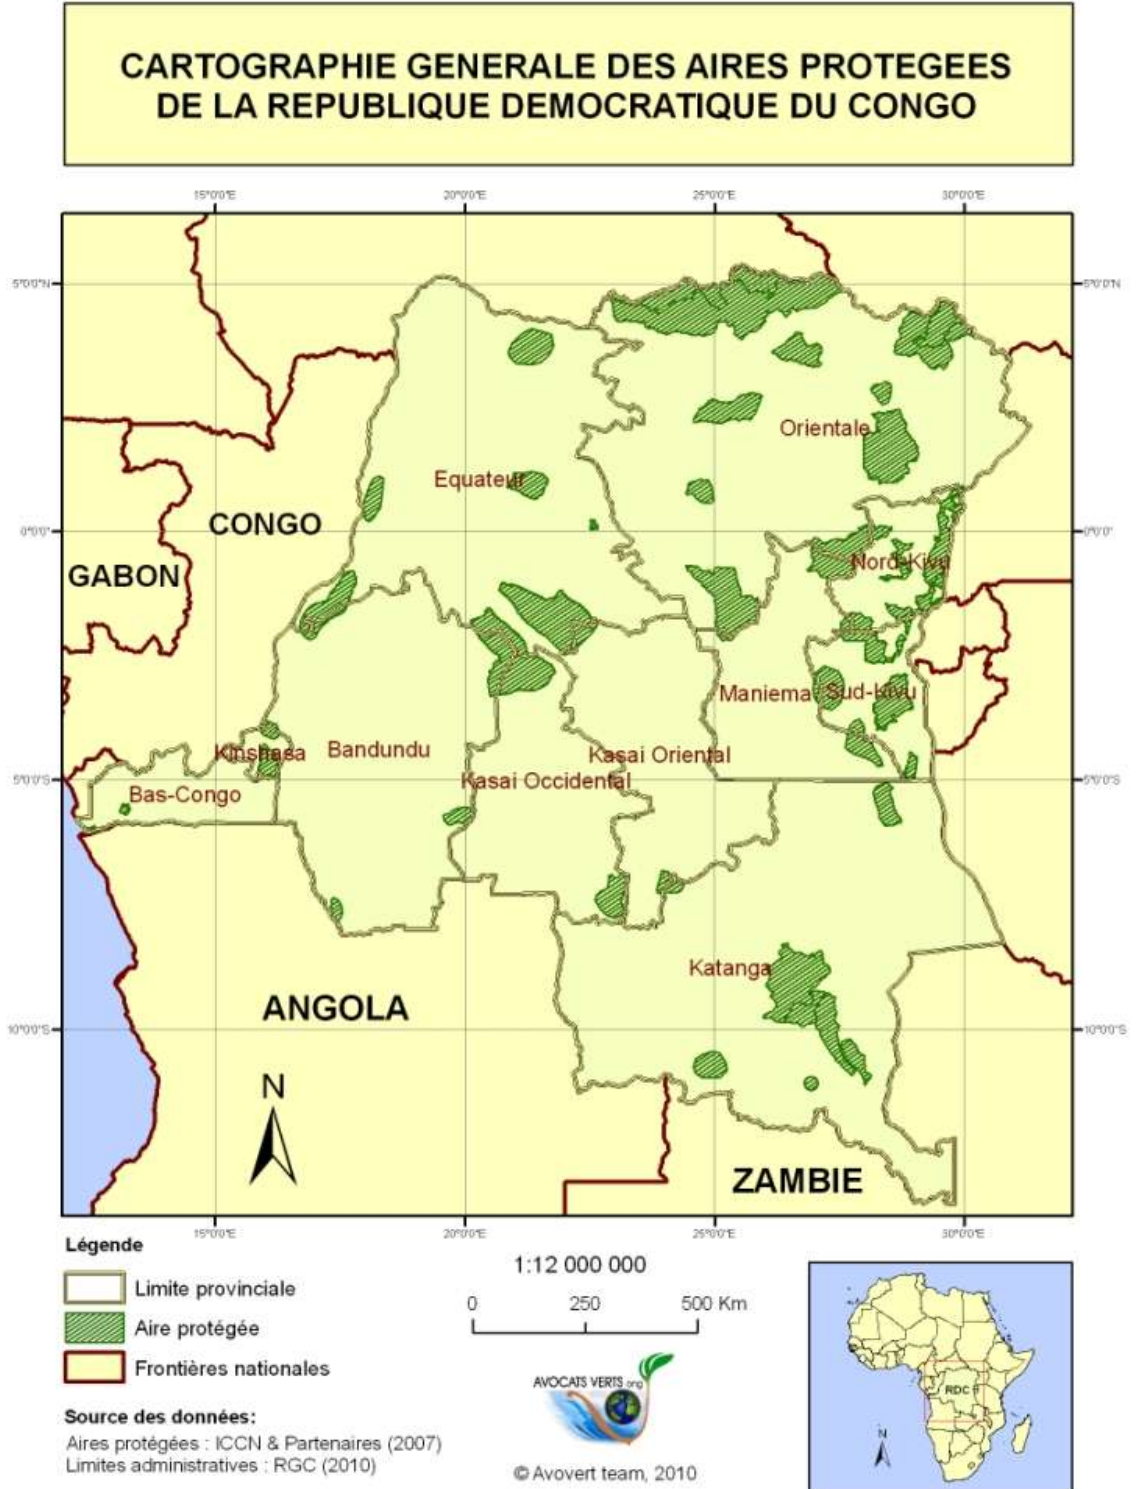 CARTOGRAPHIE GENERALE DES AIRES PROTEGEES
DE LA REPUBLIQUE DEMOCRATIQUE DU CONGO
15°0'0"E 20°0'0"E 25°0'0"E 30°0'0"E
5°0'0"N 5°0'0"N
Orientale
Equateur
CONGO
0°0'0" 0°0'0"
GABON
Nord-Kivu
Maniema
Sud-Kivu
Kinshasa
Bandundu
Kasai Oriental
5°0'0"S 5°0'0"S
Kasai Occidental
Bas-Congo
Katanga
ANGOLA
10°0'0"S 10°0'0"S
N
ZAMBIE
15°0'0"E 20°0'0"E 25°0'0"E 30°0'0"E
Légende
Limite provinciale
Aire protégée
Frontières nationales
Source des données:
Aires protégées : ICCN & Partenaires (2007)
Limites administratives : RGC (2010)
1:12 000 000
0 250 500 Km
AVOCATS VERTS ong
© Avovert team, 2010
RDC
N